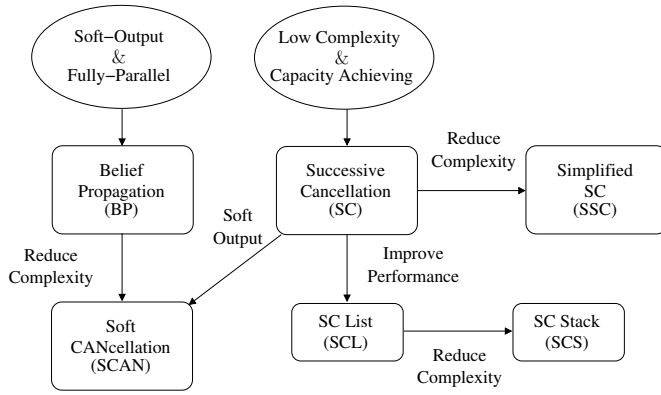 Soft–Output
&
Fully–Parallel
Low Complexity
&
Capacity Achieving
Belief
Propagation
(BP)
Successive
Cancellation
(SC)
Reduce
Complexity
Simplified
SC
(SSC)
Soft
Output
Reduce
Complexity
Improve
Performance
Soft
CANcellation
(SCAN)
SC List
(SCL)
Reduce
Complexity
SC Stack
(SCS)